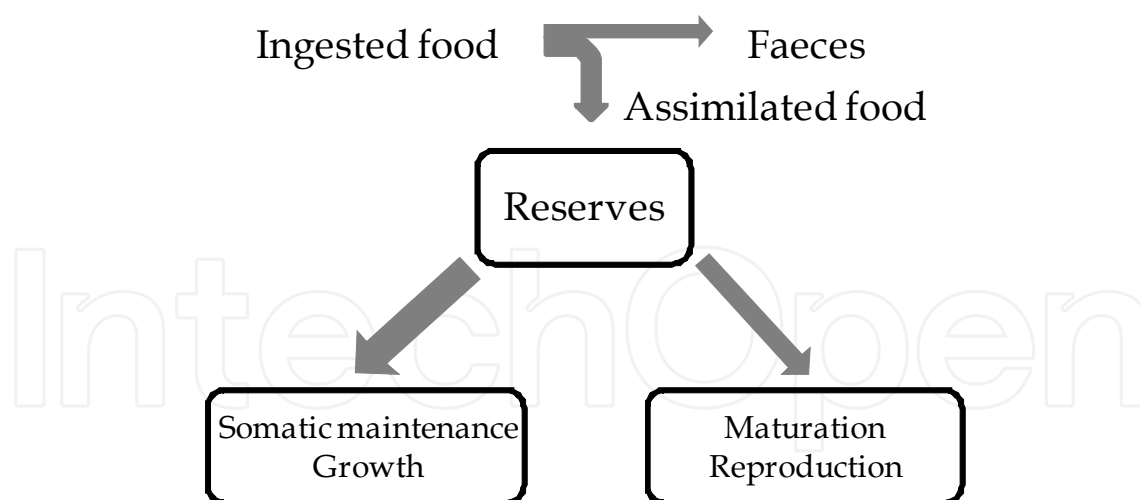 Ingested food
Faeces
Assimilated food
Reserves
Somatic maintenance
Growth
Maturation
Reproduction
IntechOpen